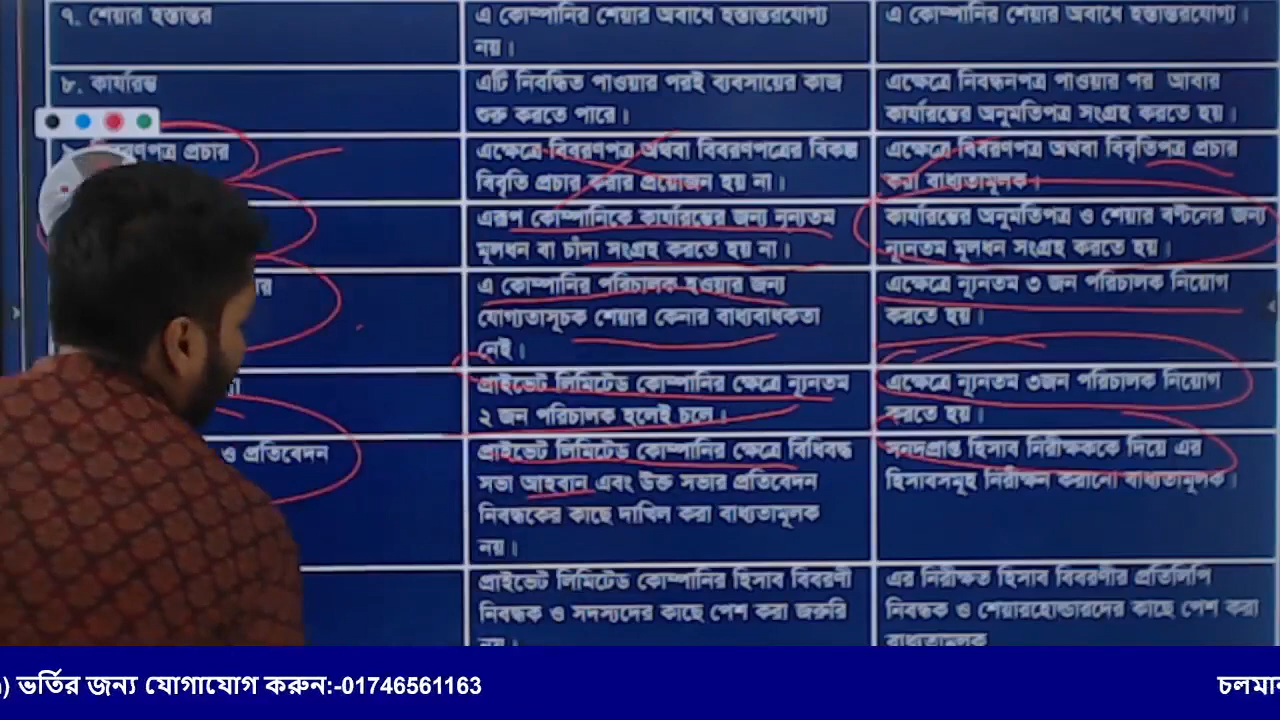 ৭. শেয়ার হস্তান্তর
এ কোম্পানির শেয়ার অবাধে হস্তান্তরযোগ্য
নয়।
এ কোম্পানির শেয়ার অবাধে হস্তান্তরযোগ্য।
৮. কার্যারম্ভ
এটি নিবন্ধিত পাওয়ার পরই ব্যবসায়ের কাজ
শুরু করতে পারে।
এক্ষেত্রে নিবন্ধনপত্র পাওয়ার পর আবার
কার্যারম্ভের অনুমতিপত্র সংগ্রহ করতে হয়।
প্রচার
এক্ষেত্রে বিবরণপত্র অথবা বিবরণপত্রের বিকল্প
বিবৃতি প্রচার করার প্রয়োজন হয় না।
এক্ষেত্রে বিবরণপত্র অথবা বিবৃতিপত্র প্রচার
করা বাধ্যতামূলক।
এরূপ কোম্পানিকে কার্যারম্ভের জন্য ন্যূনতম
মূলধন বা চাঁদা সংগ্রহ করতে হয় না।
কার্যারম্ভের অনুমতিপত্র ও শেয়ার বণ্টনের জন্য
ন্যূনতম মূলধন সংগ্রহ করতে হয়।
এ কোম্পানির পরিচালক হওয়ার জন্য
যোগ্যতাসূচক শেয়ার কেনার বাধ্যবাধকতা
নেই।
এক্ষেত্রে ন্যূনতম ৩ জন পরিচালক নিয়োগ
করতে হয়।
প্রাইভেট লিমিটেড কোম্পানির ক্ষেত্রে ন্যূনতম
২ জন পরিচালক হলেই চলে।
এক্ষেত্রে ন্যূনতম ৩জন পরিচালক নিয়োগ
করতে হয়।
ও প্রতিবেদন
প্রাইভেট লিমিটেড কোম্পানির ক্ষেত্রে বিধিবদ্ধ
সভা আহবান এবং উক্ত সভার প্রতিবেদন
নিবন্ধকের কাছে দাখিল করা বাধ্যতামূলক
নয়।
সনদপ্রাপ্ত হিসাব নিরীক্ষককে দিয়ে এর
হিসাবসমূহ নিরীক্ষন করানো বাধ্যতামূলক।
প্রাইভেট লিমিটেড কোম্পানির হিসাব বিবরণী
নিবন্ধক ও সদস্যদের কাছে পেশ করা জরুরি
নয়।
এর নিরীক্ষত হিসাব বিবরণীর প্রতিলিপি
নিবন্ধক ও শেয়ারহোল্ডারদের কাছে পেশ করা
বাধ্যতামূলক
ভর্তির জন্য যোগাযোগ করুন:-01746561163